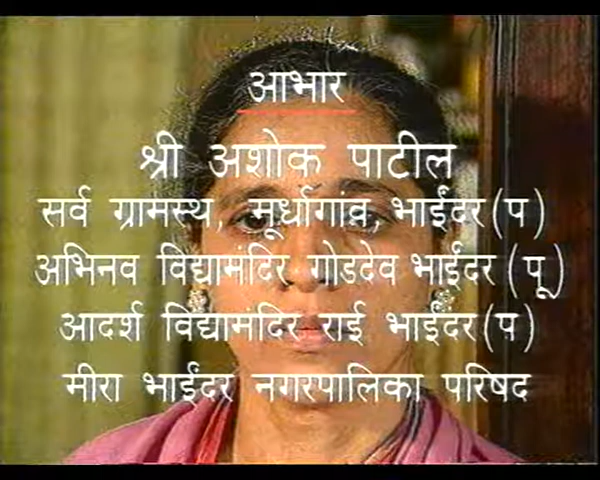 आभार
श्री अशोक पाटील
सर्व ग्रामस्थ, मूर्धागांव, भाईंदर (प)
अभिनव विद्यामंदिर गोडदेव भाईंदर (पू)
आदर्श विद्यामंदिर राई भाईंदर (प)
मीरा भाईंदर नगरपालिका परिषद